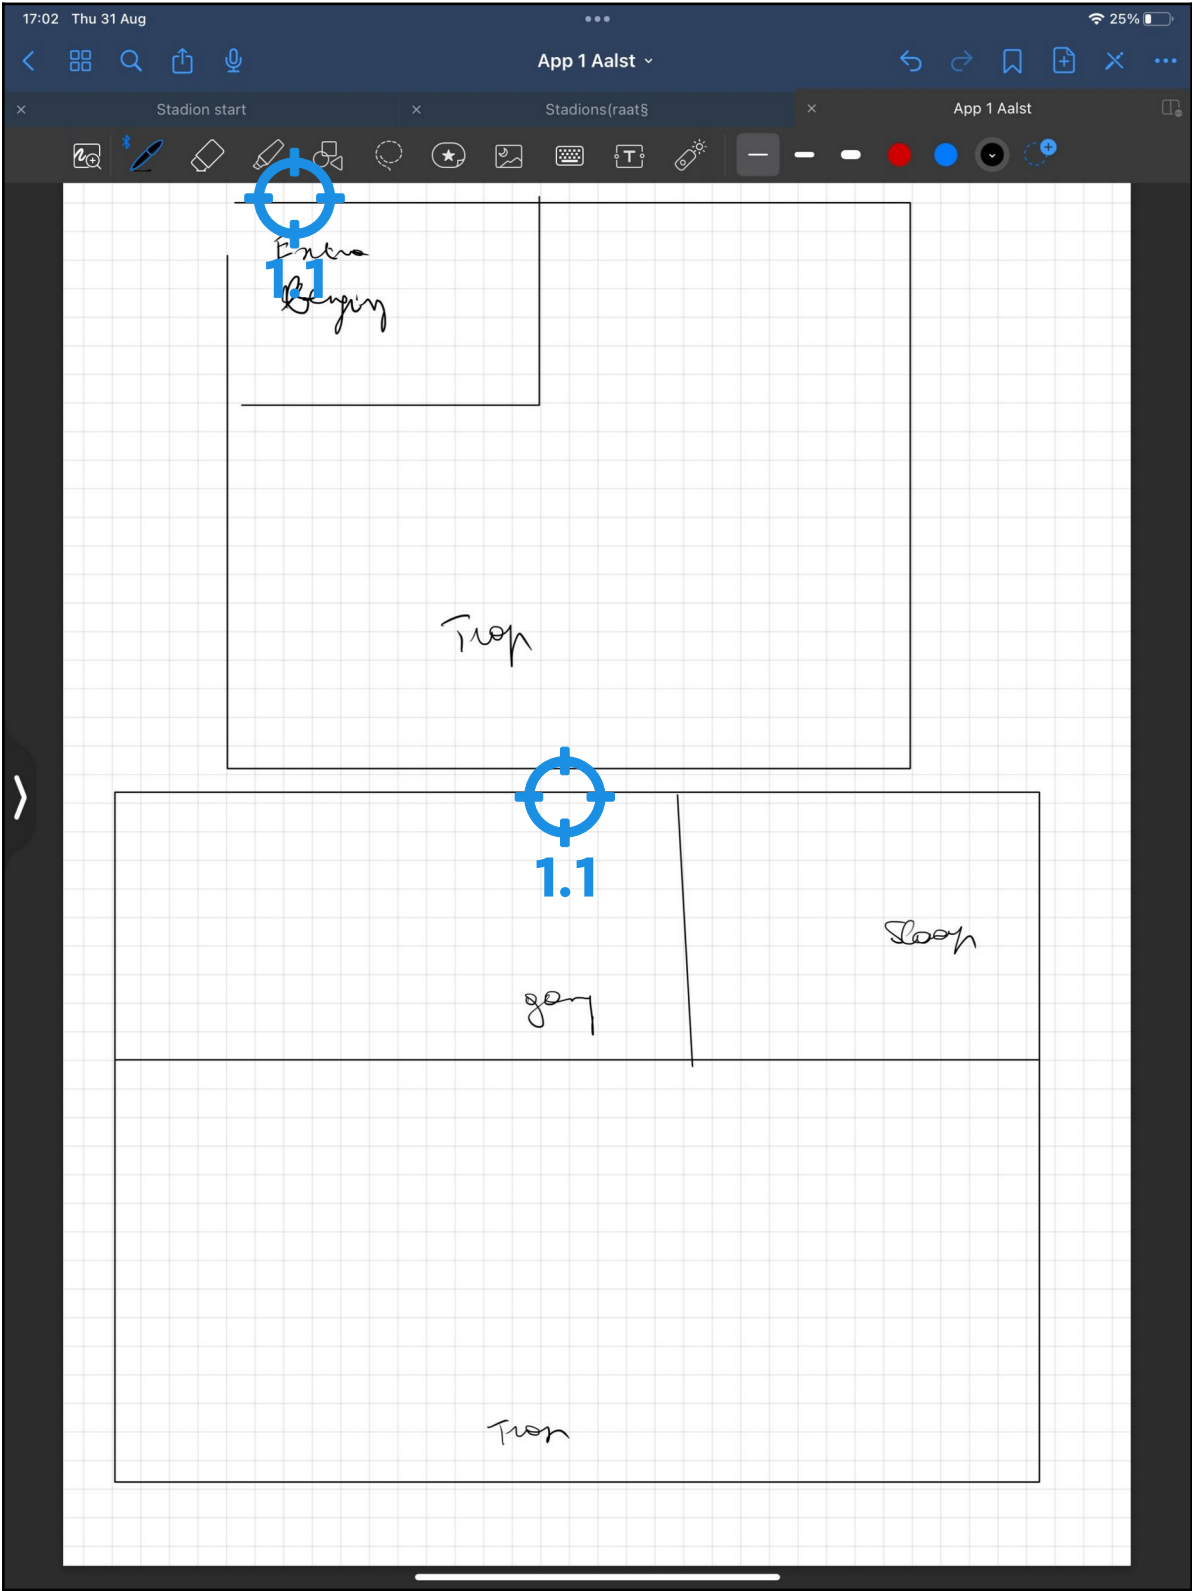 17:02 Thu 31 Aug
25%
App 1 Aalst
Stadion start
Stadions(raat§
App 1 Aalst
T
Extra
1.1
Berging
Trap
1.1
Slaap
gang
Trap